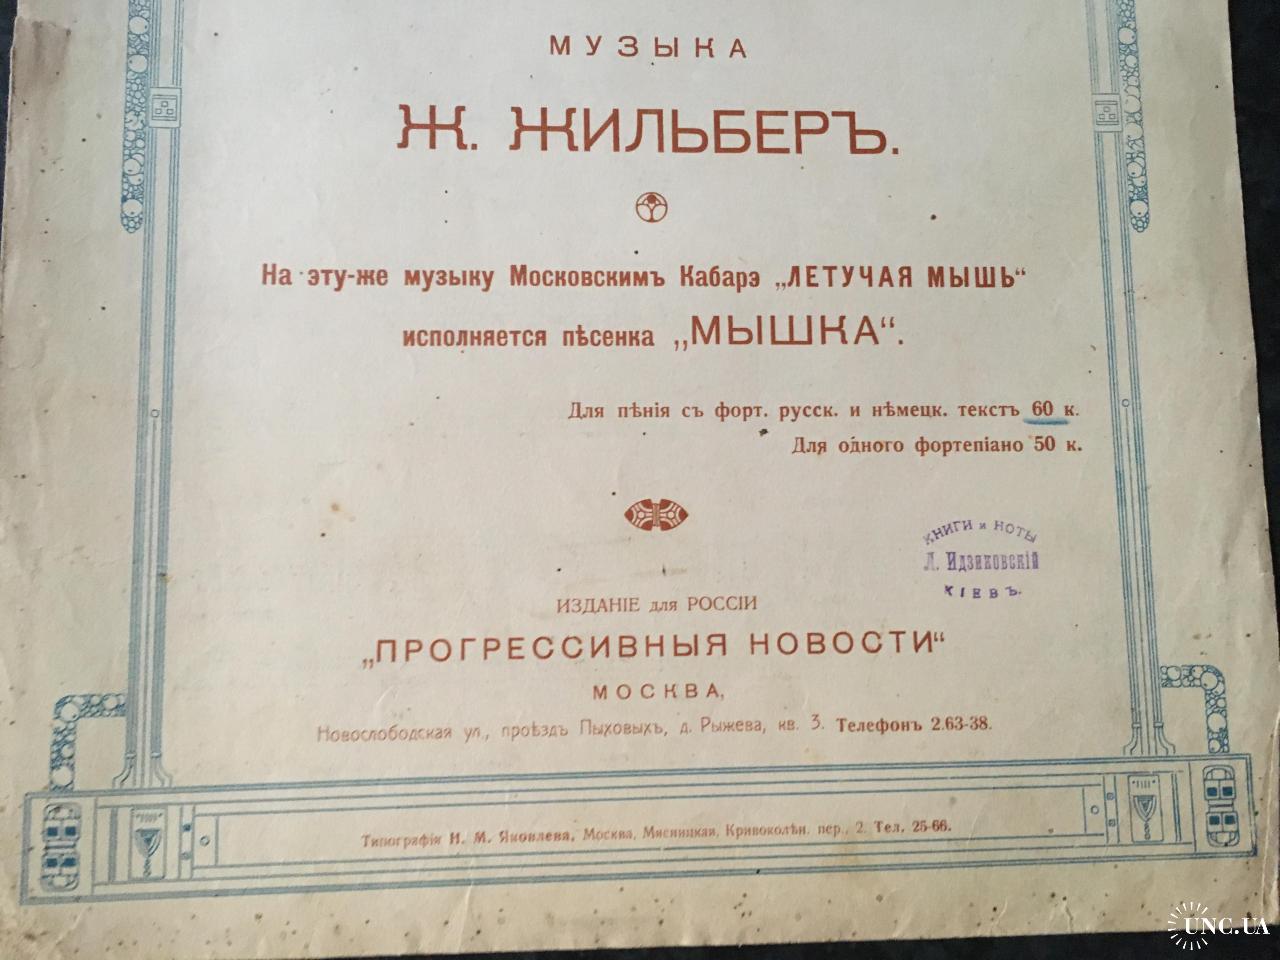 МУЗЫКА
Ж. ЖИЛЬБЕРЪ.
На эту-же музыку Московскимъ Кабарэ „ЛЕТУЧАЯ МЫШЬ“
исполняется пѣсенка „МЫШКА“.
Для пѣнія съ форт. русск. и нѣмецк. текстъ 60 к.
Для одного фортепіано 50 к.
КНИГИ и НОТЫ
Л. Идзиковскій
КІЕВЪ.
ИЗДАНІЕ для РОССІИ
„ПРОГРЕССИВНЫЯ НОВОСТИ“
МОСКВА,
Новослободская ул., проѣздъ Пыховыхъ, д. Рыжева, кв. 3. Телефонъ 2.63-38.
Типографія И. М. Яковлева, Москва, Мясницкая, Кривоколѣн. пер., 2. Тел. 25-66.
UNC.UA